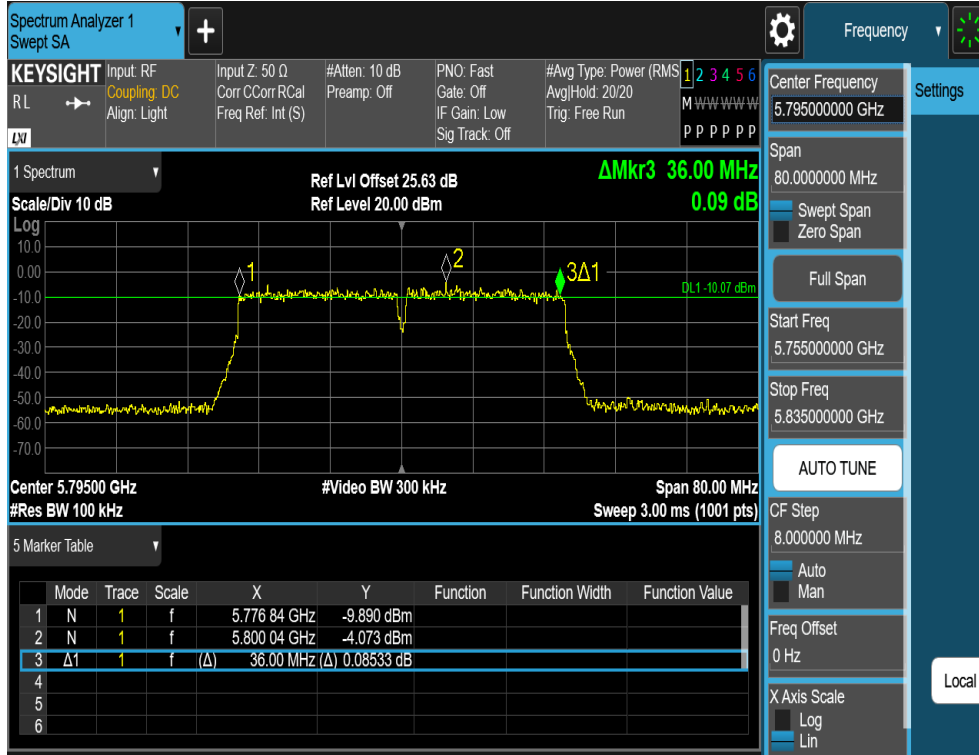 Spectrum Analyzer 1
Swept SA
+
Frequency
KEYSIGHT Input: RF Input Z: 50 Ω #Atten: 10 dB PNO: Fast #Avg Type: Power (RMS 1 2 3 4 5 6
RL Coupling: DC Corr CCorr RCal Preamp: Off Gate: Off Avg|Hold: 20/20
Align: Light Freq Ref: Int (S) IF Gain: Low Trig: Free Run M W W W W W
LXI Sig Track: Off P P P P P P
1 Spectrum
Ref Lvl Offset 25.63 dB
ΔMkr3 36.00 MHz
Scale/Div 10 dB Ref Level 20.00 dBm 0.09 dB
Log
10.0
0.00
-10.0
-20.0
-30.0
-40.0
-50.0
-60.0
-70.0
1
2
3Δ1
DL1 -10.07 dBm
Center 5.79500 GHz #Video BW 300 kHz Span 80.00 MHz
#Res BW 100 kHz Sweep 3.00 ms (1001 pts)
5 Marker Table
Mode Trace Scale X Y Function Function Width Function Value
1 N 1 f 5.776 84 GHz -9.890 dBm
2 N 1 f 5.800 04 GHz -4.073 dBm
3 Δ1 1 f (Δ) 36.00 MHz (Δ) 0.08533 dB
4
5
6
Center Frequency
5.795000000 GHz
Settings
Span
80.0000000 MHz
Swept Span
Zero Span
Full Span
Start Freq
5.755000000 GHz
Stop Freq
5.835000000 GHz
AUTO TUNE
CF Step
8.000000 MHz
Auto
Man
Freq Offset
0 Hz
Local
X Axis Scale
Log
Lin